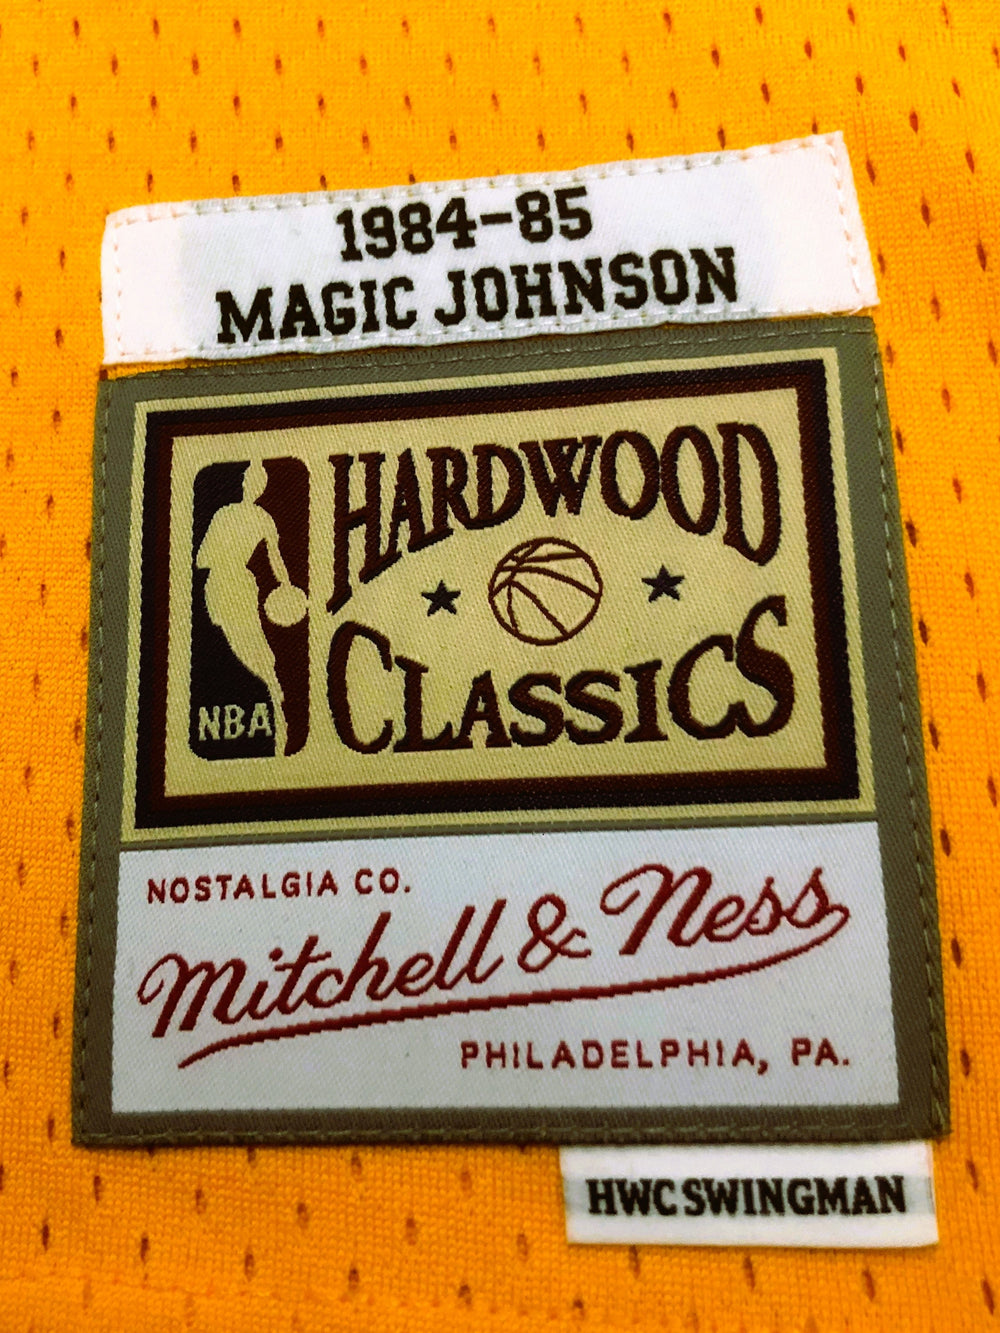 1984-85
MAGIC JOHNSON
HARDWOOD
CLASSICS
NBA
NOSTALGIA CO.
Mitchell & Ness
PHILADELPHIA, PA.
HWC SWINGMAN